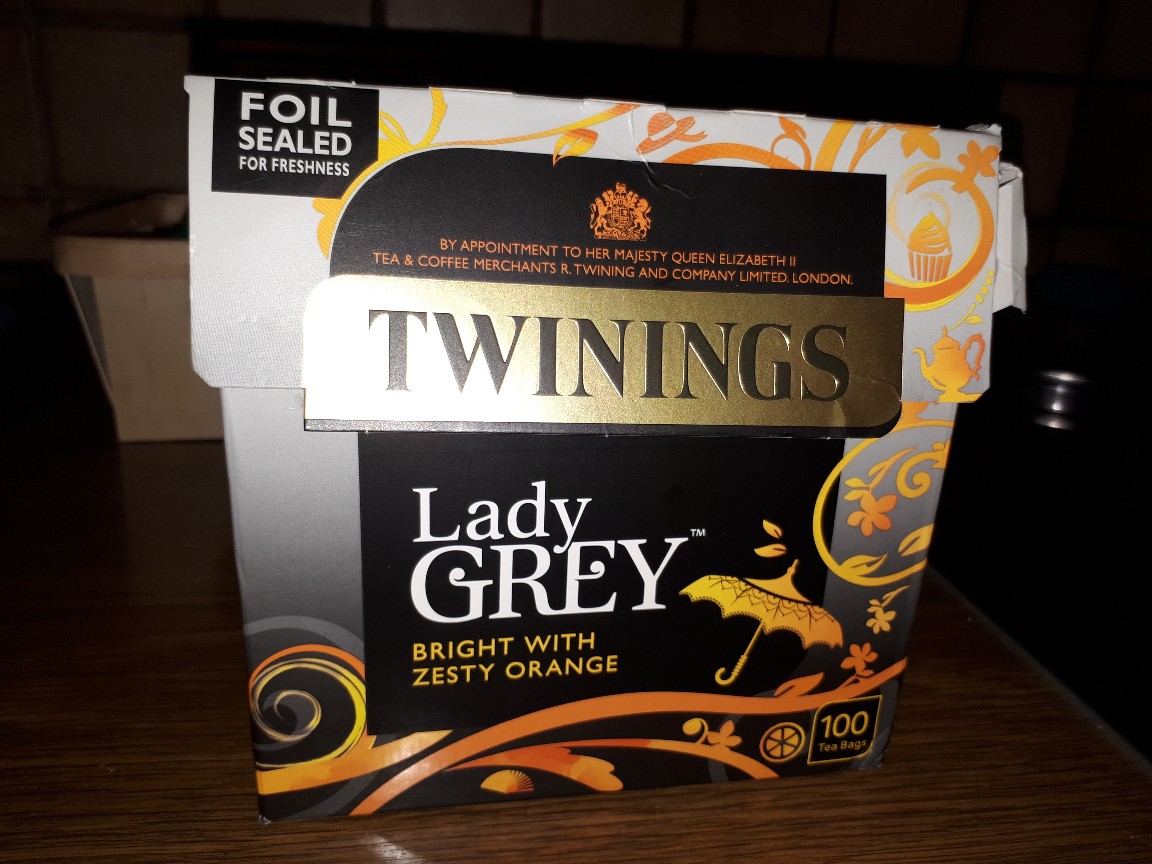 FOIL
SEALED
FOR FRESHNESS
BY APPOINTMENT TO HER MAJESTY QUEEN ELIZABETH II
TEA & COFFEE MERCHANTS R. TWINING AND COMPANY LIMITED. LONDON.
TWININGS
Lady
GREY™
BRIGHT WITH
ZESTY ORANGE
100
Tea Bags